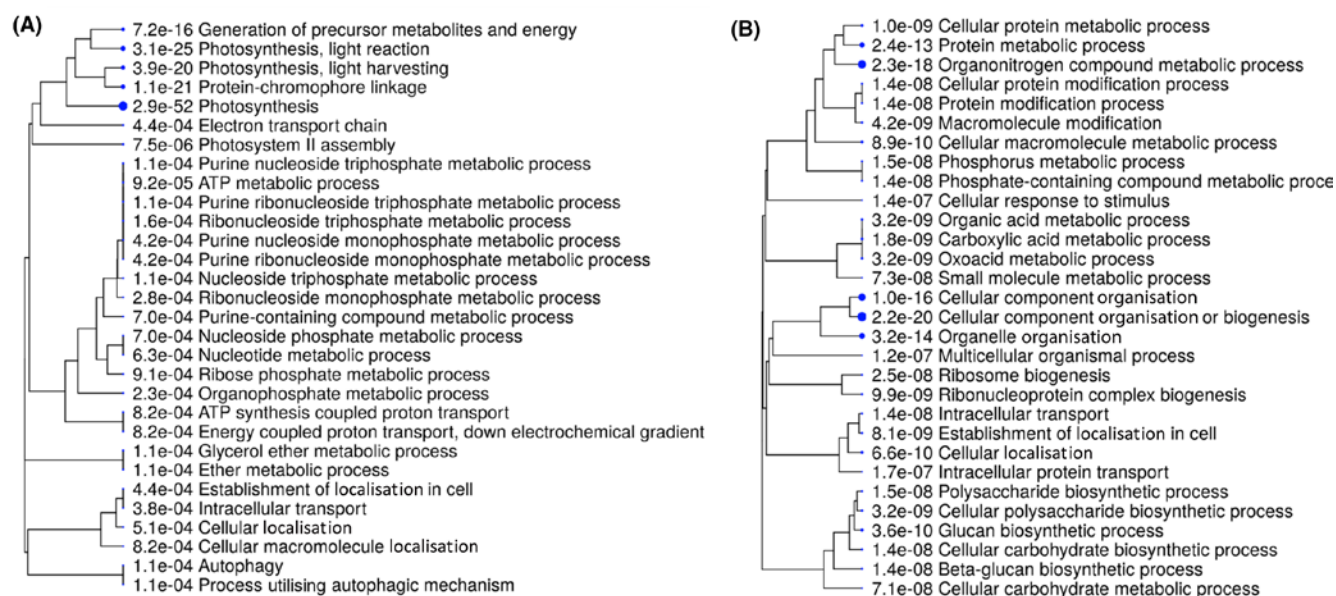 (A)
7.2e-16 Generation of precursor metabolites and energy
3.1e-25 Photosynthesis, light reaction
3.9e-20 Photosynthesis, light harvesting
1.1e-21 Protein-chromophore linkage
2.9e-52 Photosynthesis
4.4e-04 Electron transport chain
7.5e-06 Photosystem II assembly
1.1e-04 Purine nucleoside triphosphate metabolic process
9.2e-05 ATP metabolic process
1.1e-04 Purine ribonucleoside triphosphate metabolic process
1.6e-04 Ribonucleoside triphosphate metabolic process
4.2e-04 Purine nucleoside monophosphate metabolic process
4.2e-04 Purine ribonucleoside monophosphate metabolic process
1.1e-04 Nucleoside triphosphate metabolic process
2.8e-04 Ribonucleoside monophosphate metabolic process
7.0e-04 Purine-containing compound metabolic process
7.0e-04 Nucleoside phosphate metabolic process
6.3e-04 Nucleotide metabolic process
9.1e-04 Ribose phosphate metabolic process
2.3e-04 Organophosphate metabolic process
8.2e-04 ATP synthesis coupled proton transport
8.2e-04 Energy coupled proton transport, down electrochemical gradient
1.1e-04 Glycerol ether metabolic process
1.1e-04 Ether metabolic process
4.4e-04 Establishment of localisation in cell
3.8e-04 Intracellular transport
5.1e-04 Cellular localisation
8.2e-04 Cellular macromolecule localisation
1.1e-04 Autophagy
1.1e-04 Process utilising autophagic mechanism
(B)
1.0e-09 Cellular protein metabolic process
2.4e-13 Protein metabolic process
2.3e-18 Organonitrogen compound metabolic process
1.4e-08 Cellular protein modification process
1.4e-08 Protein modification process
4.2e-09 Macromolecule modification
8.9e-10 Cellular macromolecule metabolic process
1.5e-08 Phosphorus metabolic process
1.4e-08 Phosphate-containing compound metabolic proce
1.4e-07 Cellular response to stimulus
3.2e-09 Organic acid metabolic process
1.8e-09 Carboxylic acid metabolic process
3.2e-09 Oxoacid metabolic process
7.3e-08 Small molecule metabolic process
1.0e-16 Cellular component organisation
2.2e-20 Cellular component organisation or biogenesis
3.2e-14 Organelle organisation
1.2e-07 Multicellular organismal process
2.5e-08 Ribosome biogenesis
9.9e-09 Ribonucleoprotein complex biogenesis
1.4e-08 Intracellular transport
8.1e-09 Establishment of localisation in cell
6.6e-10 Cellular localisation
1.7e-07 Intracellular protein transport
1.5e-08 Polysaccharide biosynthetic process
3.2e-09 Cellular polysaccharide biosynthetic process
3.6e-10 Glucan biosynthetic process
1.4e-08 Cellular carbohydrate biosynthetic process
1.4e-08 Beta-glucan biosynthetic process
7.1e-08 Cellular carbohydrate metabolic process